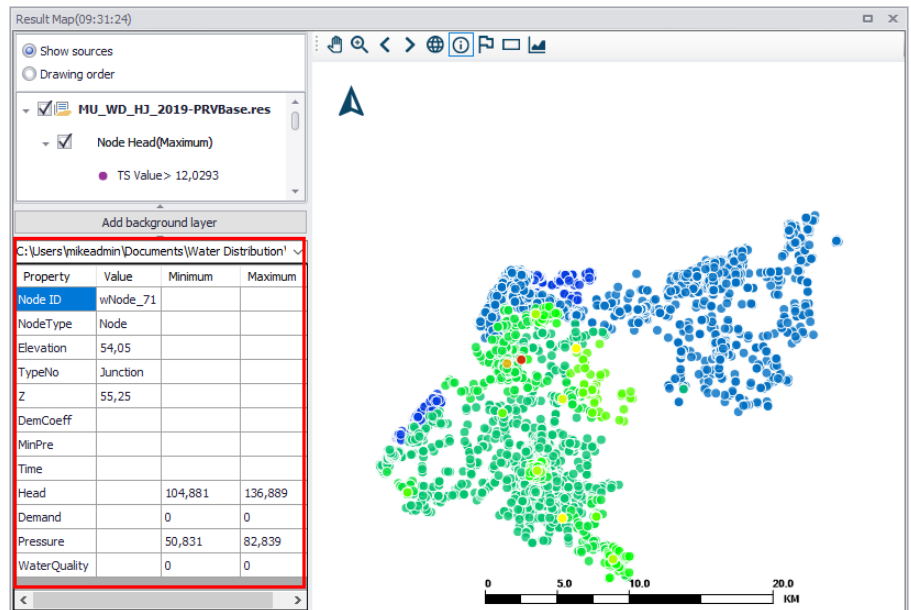 Result Map(09:31:24)
Show sources
Drawing order
MU_WD_HJ_2019-PRVBase.res
Node Head(Maximum)
TS Value> 12,0293
Add background layer
C:\Users\mikeadmin\Documents\Water Distribution'
Property Value Minimum Maximum
Node ID wNode_71
NodeType Node
Elevation 54,05
TypeNo Junction
Z 55,25
DemCoeff
MinPre
Time
Head 104,881 136,889
Demand 0 0
Pressure 50,831 82,839
WaterQuality 0 0
0 5.0 10.0 20.0
KM